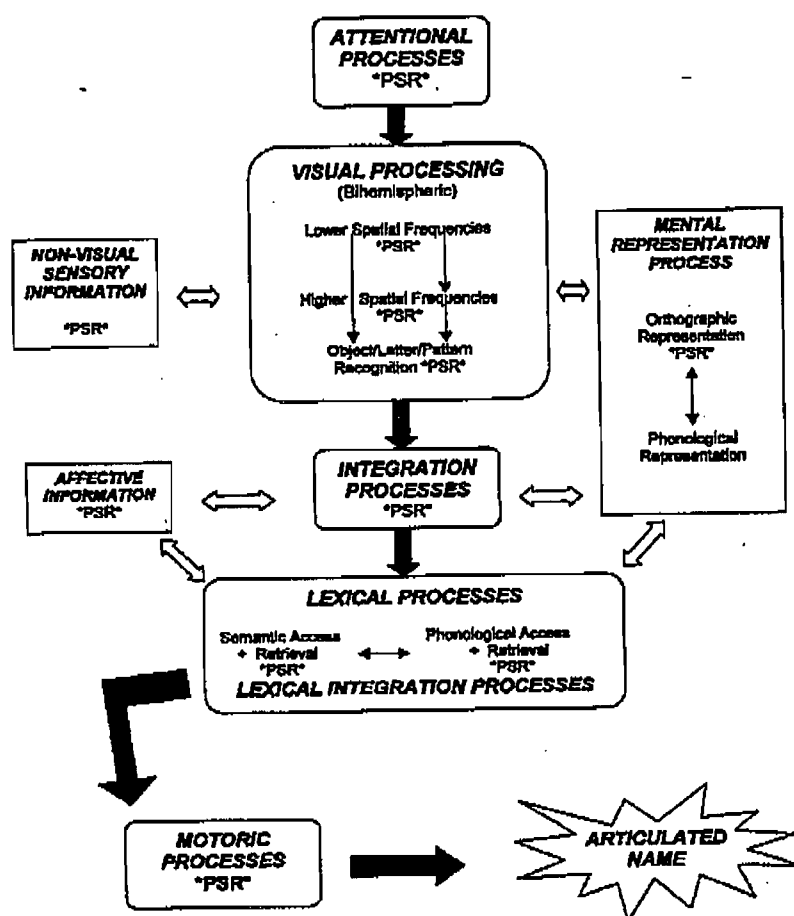 ATTENTIONAL
PROCESSES
*PSR*
VISUAL PROCESSING
(Bihemispheric)
Lower Spatial Frequencies
*PSR*
Higher Spatial Frequencies
*PSR*
Object/Letter/Pattern
Recognition *PSR*
NON-VISUAL
SENSORY
INFORMATION
*PSR*
MENTAL
REPRESENTATION
PROCESS
Orthographic
Representation
*PSR*
Phonological
Representation
AFFECTIVE
INFORMATION
*PSR*
INTEGRATION
PROCESSES
*PSR*
LEXICAL PROCESSES
Semantic Access
+ Retrieval
*PSR*
Phonological Access
+ Retrieval
*PSR*
LEXICAL INTEGRATION PROCESSES
MOTORIC
PROCESSES
*PSR*
ARTICULATED
NAME